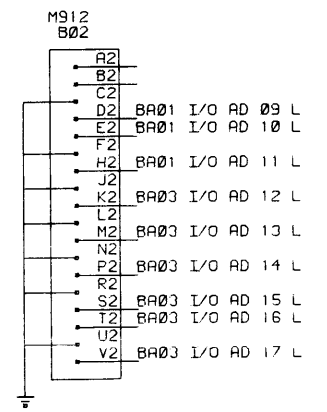 M912
B02
A2
B2
C2
D2 BA01 I/O AD 09 L
E2 BA01 I/O AD 10 L
F2
H2 BA01 I/O AD 11 L
J2
K2 BA03 I/O AD 12 L
L2
M2 BA03 I/O AD 13 L
N2
P2 BA03 I/O AD 14 L
R2
S2 BA03 I/O AD 15 L
T2 BA03 I/O AD 16 L
U2
V2 BA03 I/O AD 17 L